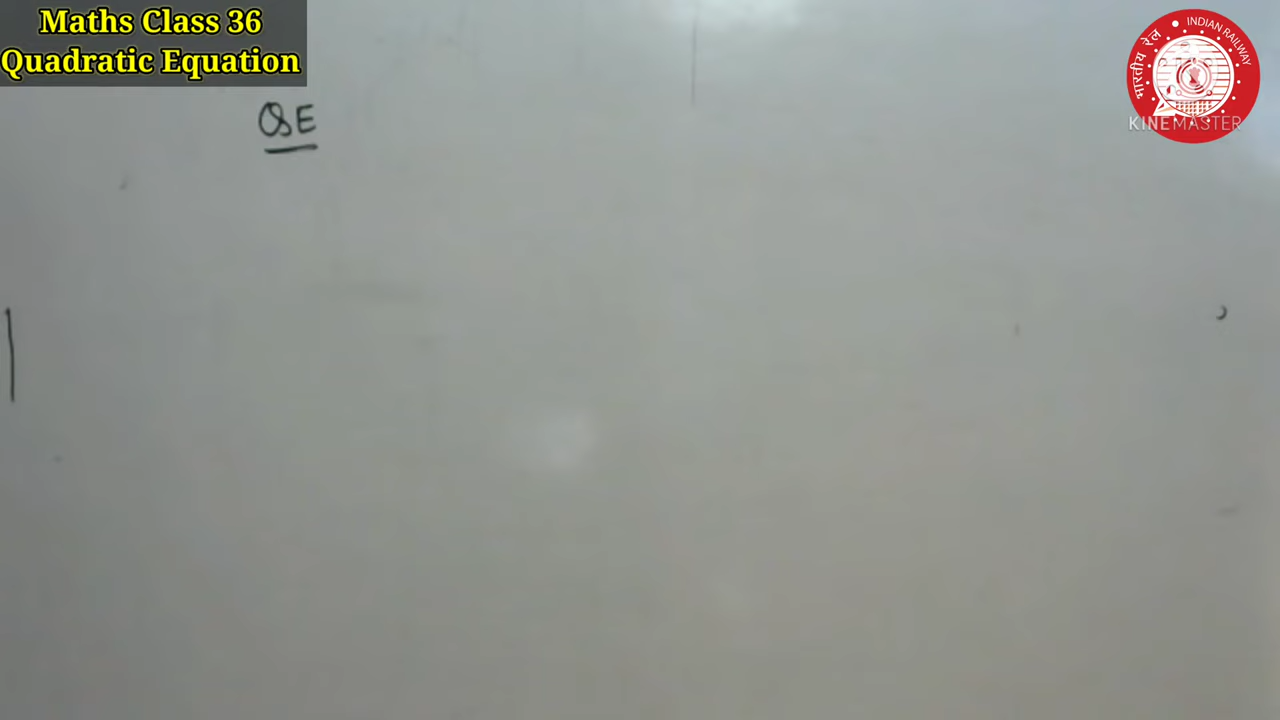 Maths Class 36
Quadratic Equation
QE
भारतीय रेल
INDIAN RAILWAY
KINEMASTER